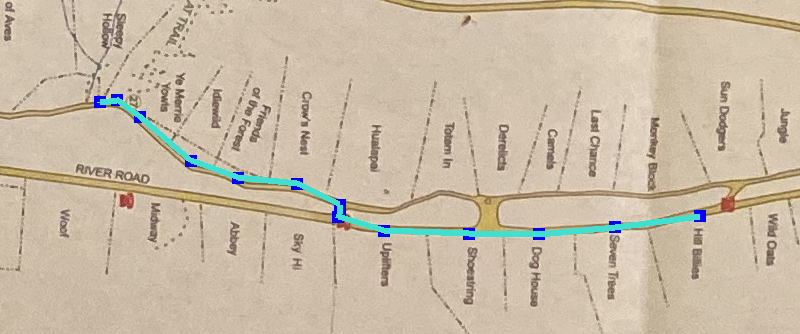 of Aves
Sleepy
Hollow
AT TRAIL
27
Ye Merrie
Yowls
Idlewild
Friends
of the Forest
Crow's Nest
Hualapai
Totem In
Derelicts
Camels
Last Chance
Monkey Block
Sun Dodgers
Jungle
RIVER ROAD
Woof
Midway
Abbey
Sky Hi
Uplifters
Shoestring
Dog House
Seven Trees
Hill Billies
Wild Oats